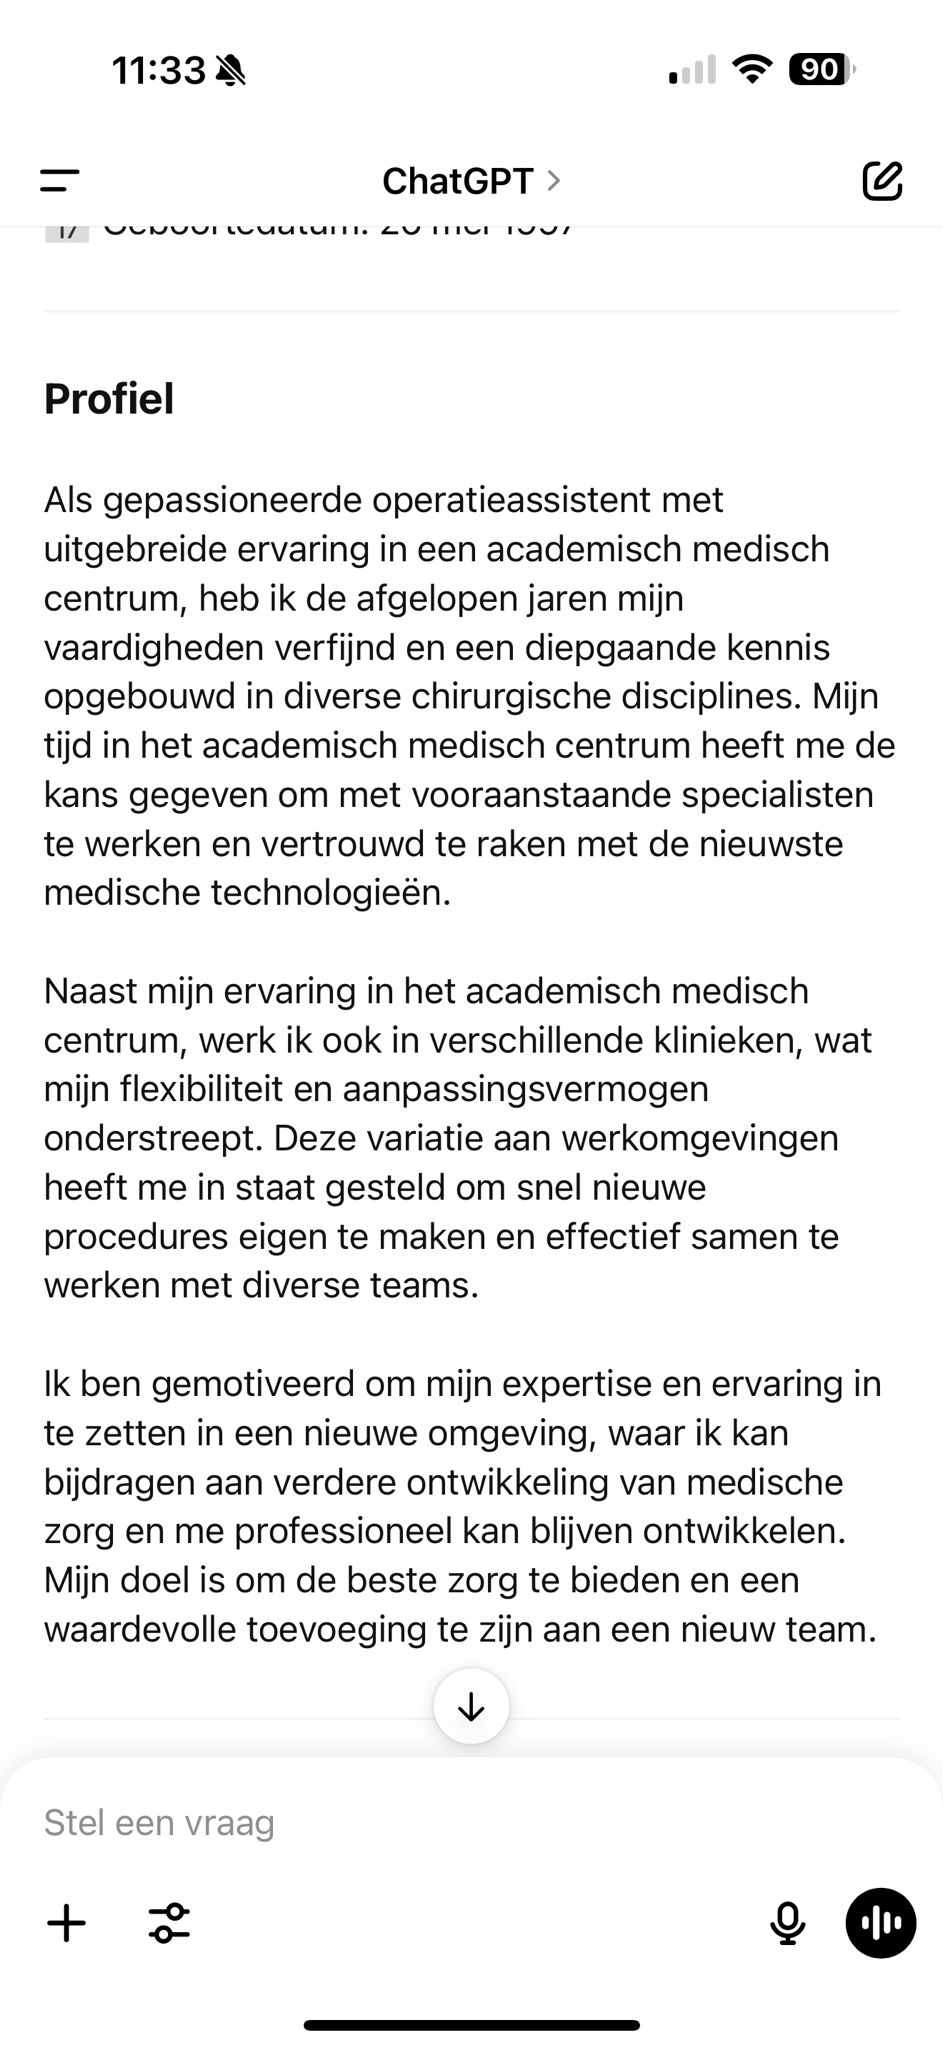 11:33
90
ChatGPT
17 Geboortedatum: 26 mei 1997
Profiel
Als gepassioneerde operatieassistent met
uitgebreide ervaring in een academisch medisch
centrum, heb ik de afgelopen jaren mijn
vaardigheden verfijnd en een diepgaande kennis
opgebouwd in diverse chirurgische disciplines. Mijn
tijd in het academisch medisch centrum heeft me de
kans gegeven om met vooraanstaande specialisten
te werken en vertrouwd te raken met de nieuwste
medische technologieën.
Naast mijn ervaring in het academisch medisch
centrum, werk ik ook in verschillende klinieken, wat
mijn flexibiliteit en aanpassingsvermogen
onderstreept. Deze variatie aan werkomgevingen
heeft me in staat gesteld om snel nieuwe
procedures eigen te maken en effectief samen te
werken met diverse teams.
Ik ben gemotiveerd om mijn expertise en ervaring in
te zetten in een nieuwe omgeving, waar ik kan
bijdragen aan verdere ontwikkeling van medische
zorg en me professioneel kan blijven ontwikkelen.
Mijn doel is om de beste zorg te bieden en een
waardevolle toevoeging te zijn aan een nieuw team.
Stel een vraag